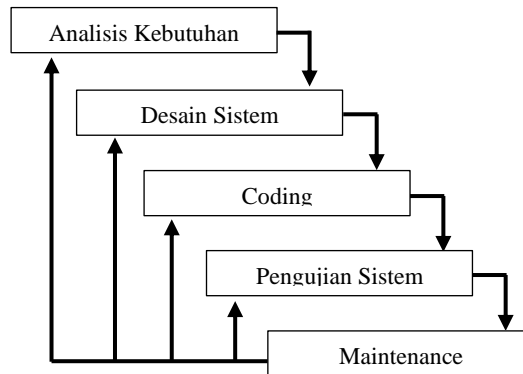 Analisis Kebutuhan
Desain Sistem
Coding
Pengujian Sistem
Maintenance